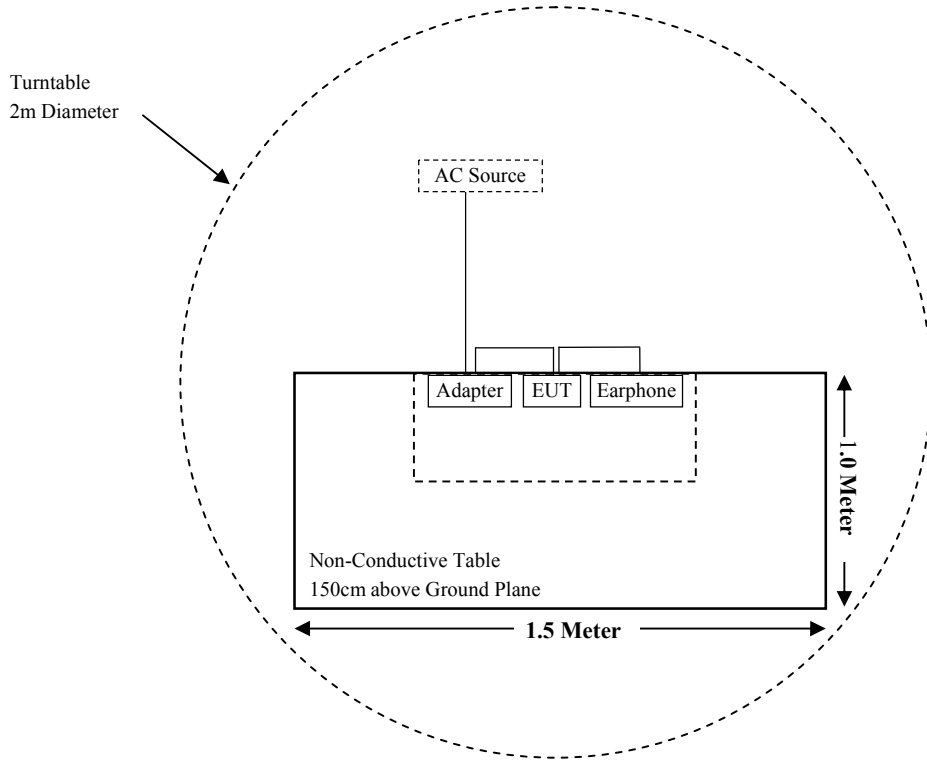 Turntable
2m Diameter
AC Source
Adapter
EUT
Earphone
1.0 Meter
Non-Conductive Table
150cm above Ground Plane
1.5 Meter